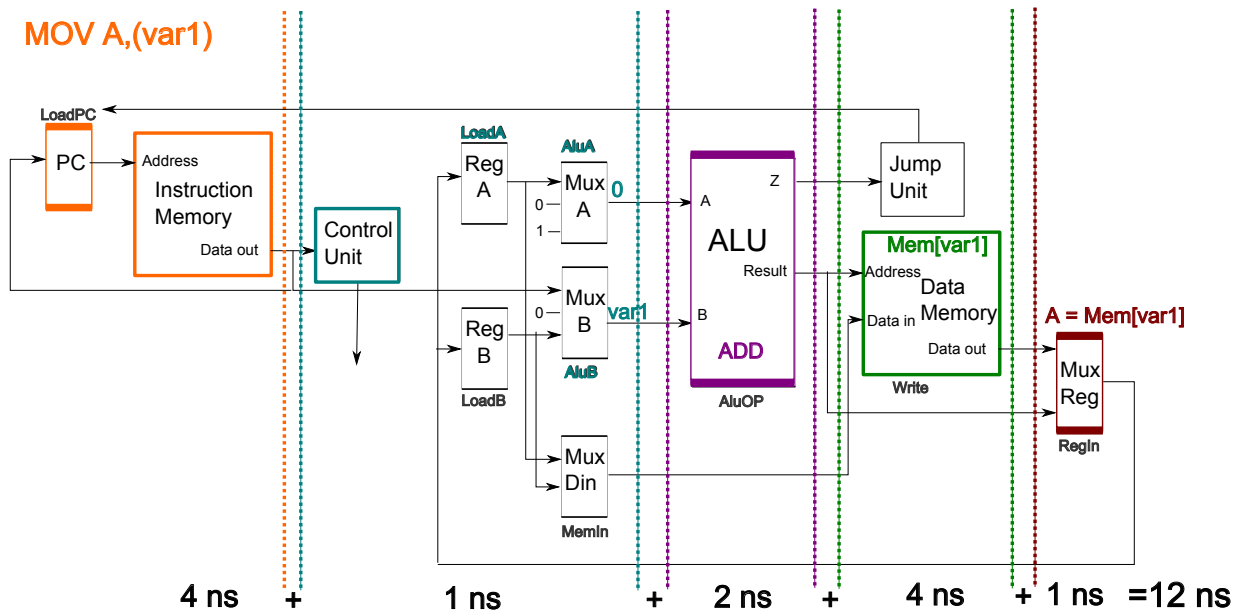 MOV A,(var1)
LoadPC
PC
Address
Instruction
Memory
Data out
Control
Unit
LoadA
Reg
A
AluA
Mux
A
0
1
0
Reg
B
LoadB
Mux
B
0
var1
AluB
Mux
Din
MemIn
A
B
ALU
Z
Result
ADD
AluOP
Jump
Unit
Mem[var1]
Address
Data
Memory
Data in
Data out
Write
A = Mem[var1]
Mux
Reg
RegIn
4 ns + 1 ns + 2 ns + 4 ns + 1 ns =12 ns